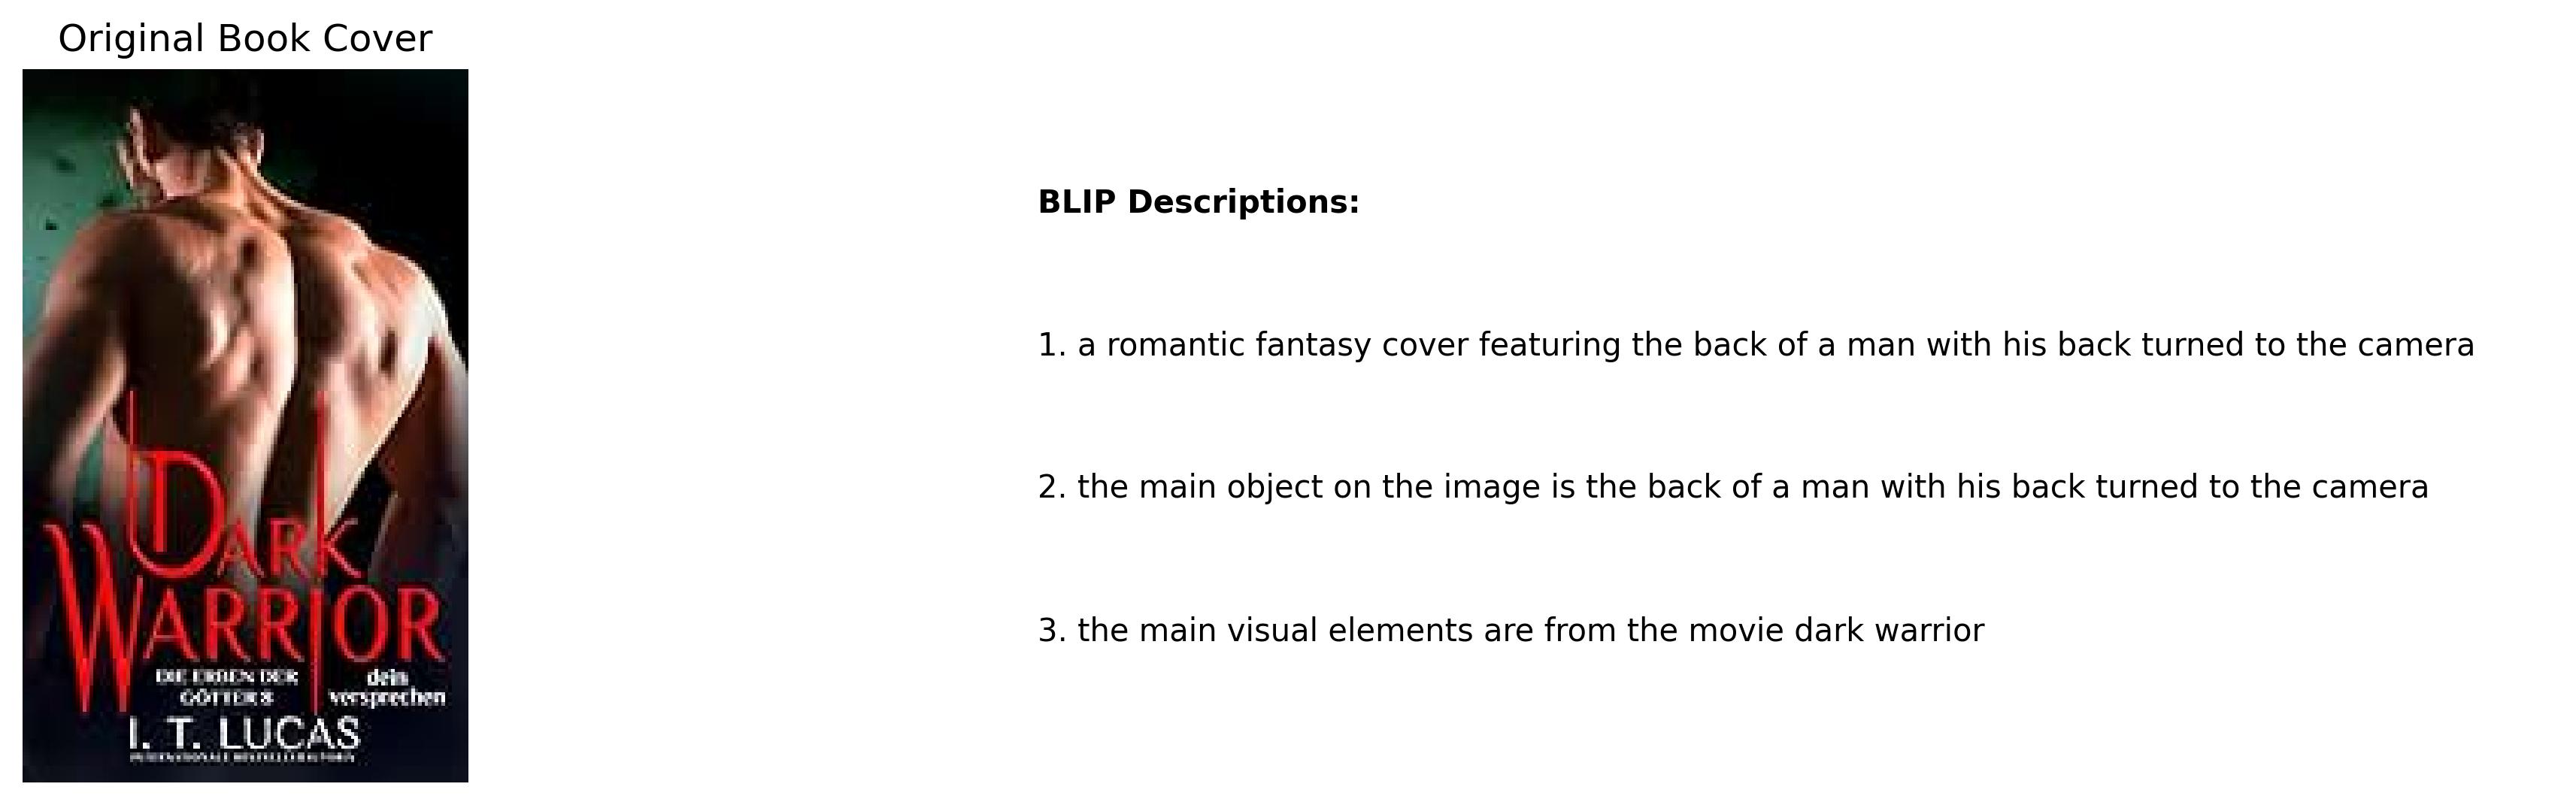 Original Book Cover
DARK
WARRIOR
DIE ERBEN DER
GÖTTER 8
dein
versprechen
I. T. LUCAS
INTERNATIONALE BESTSELLERAUTORIN
BLIP Descriptions:
1. a romantic fantasy cover featuring the back of a man with his back turned to the camera
2. the main object on the image is the back of a man with his back turned to the camera
3. the main visual elements are from the movie dark warrior